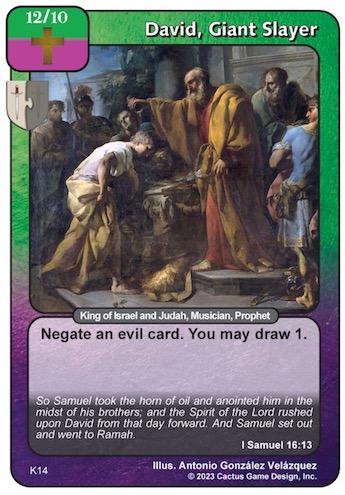 12/10
David, Giant Slayer
King of Israel and Judah, Musician, Prophet
Negate an evil card. You may draw 1.
So Samuel took the horn of oil and anointed him in the
midst of his brothers; and the Spirit of the Lord rushed
upon David from that day forward. And Samuel set out
and went to Ramah.
I Samuel 16:13
Illus. Antonio González Velázquez
K14
© 2023 Cactus Game Design, Inc.